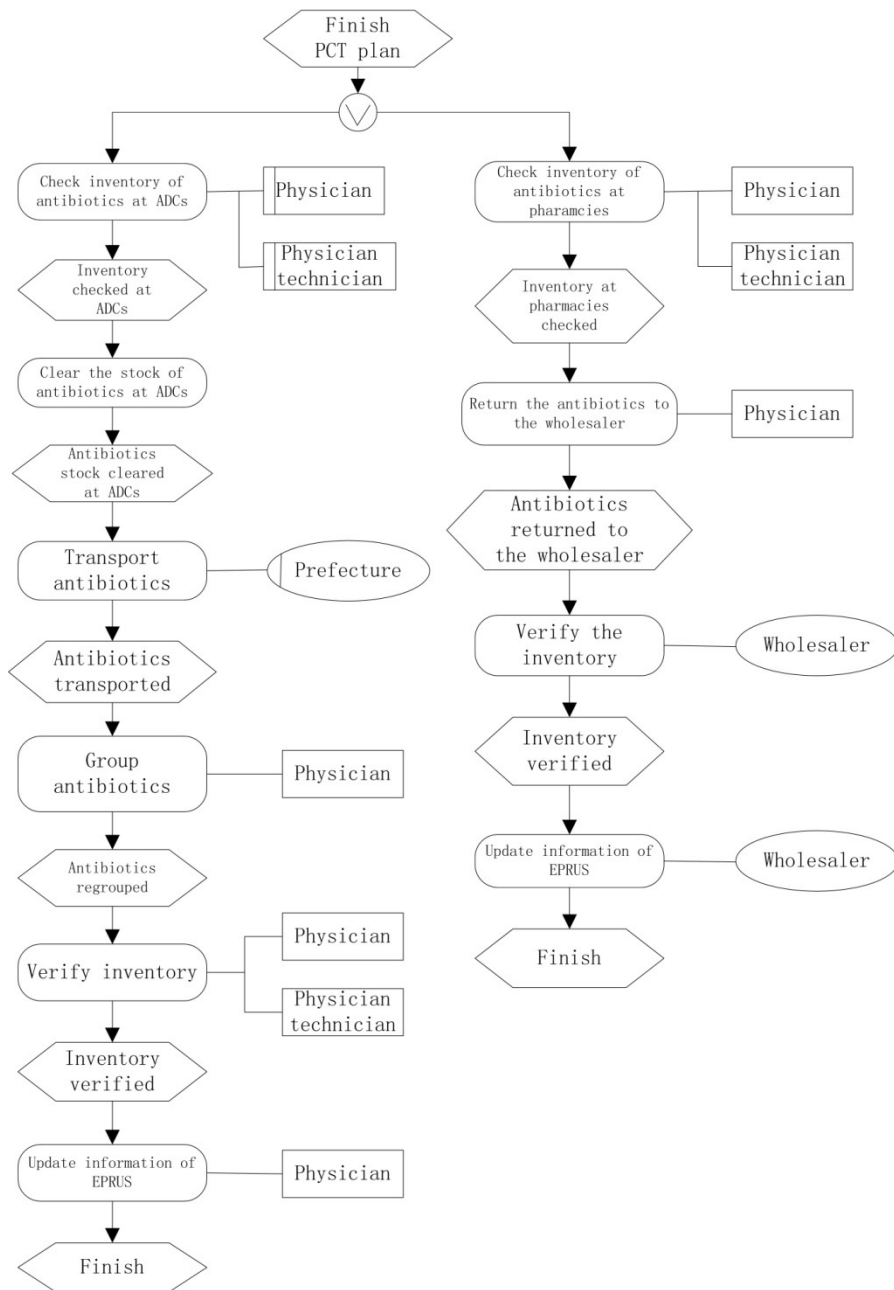 Finish
PCT plan
Check inventory of
antibiotics at ADCs
Physician
Physician
technician
Inventory
checked at
ADCs
Clear the stock of
antibiotics at ADCs
Antibiotics
stock cleared
at ADCs
Transport
antibiotics
Prefecture
Antibiotics
transported
Group
antibiotics
Physician
Antibiotics
regrouped
Verify inventory
Physician
Physician
technician
Inventory
verified
Update information of
EPRUS
Physician
Finish
Check inventory of
antibiotics at
pharamcies
Physician
Physician
technician
Inventory at
pharmacies
checked
Return the antibiotics to
the wholesaler
Physician
Antibiotics
returned to
the wholesaler
Verify the
inventory
Wholesaler
Inventory
verified
Update information of
EPRUS
Wholesaler
Finish